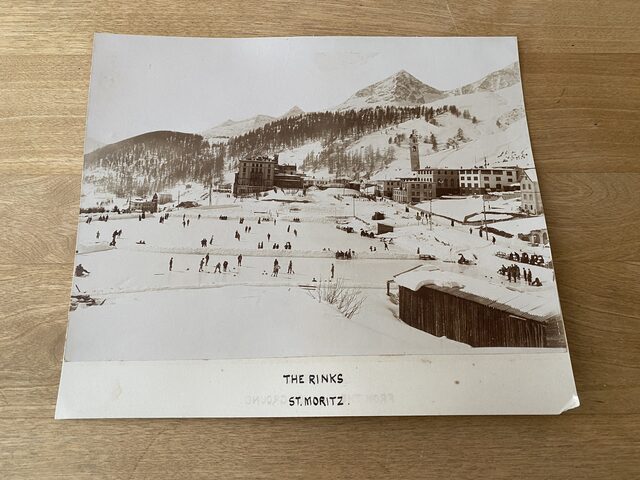 THE RINKS
ST. MORITZ.